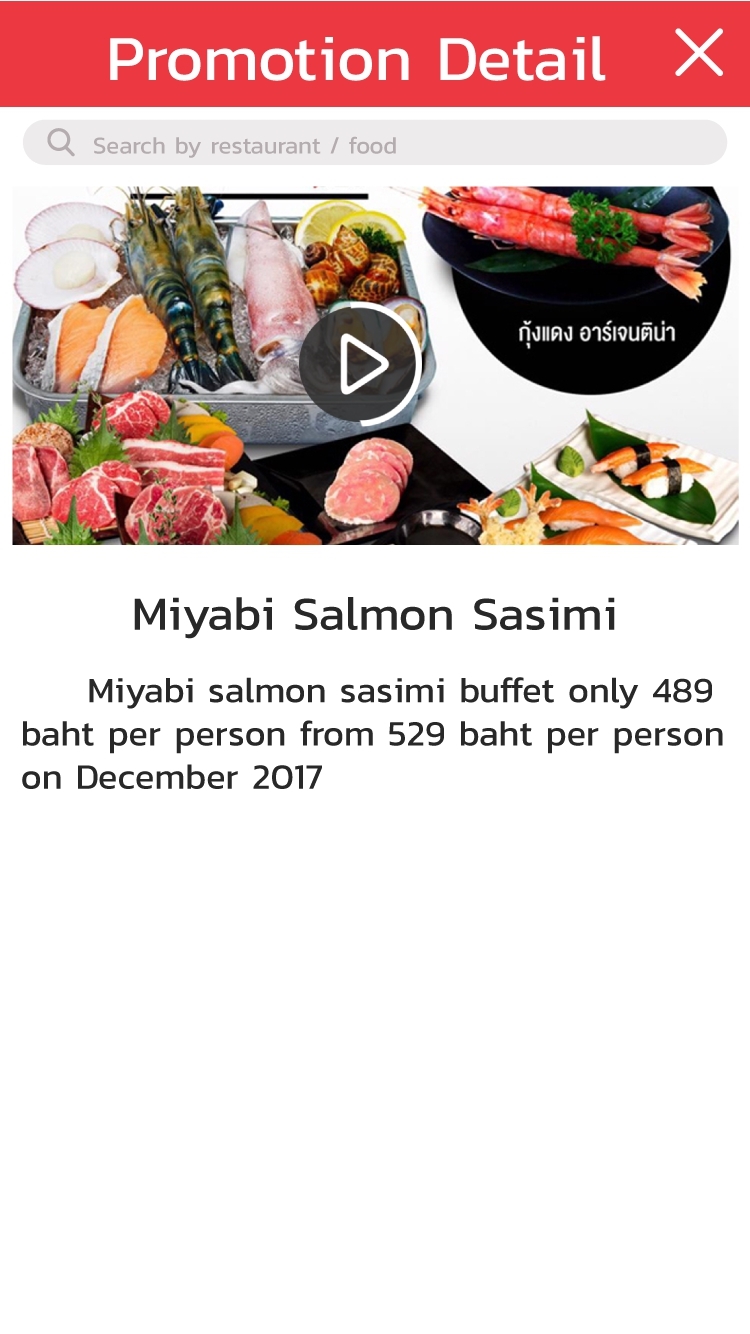 Promotion Detail
Search by restaurant / food
กุ้งแดง อาร์เจนติน่า
Miyabi Salmon Sasimi
Miyabi salmon sasimi buffet only 489
baht per person from 529 baht per person
on December 2017